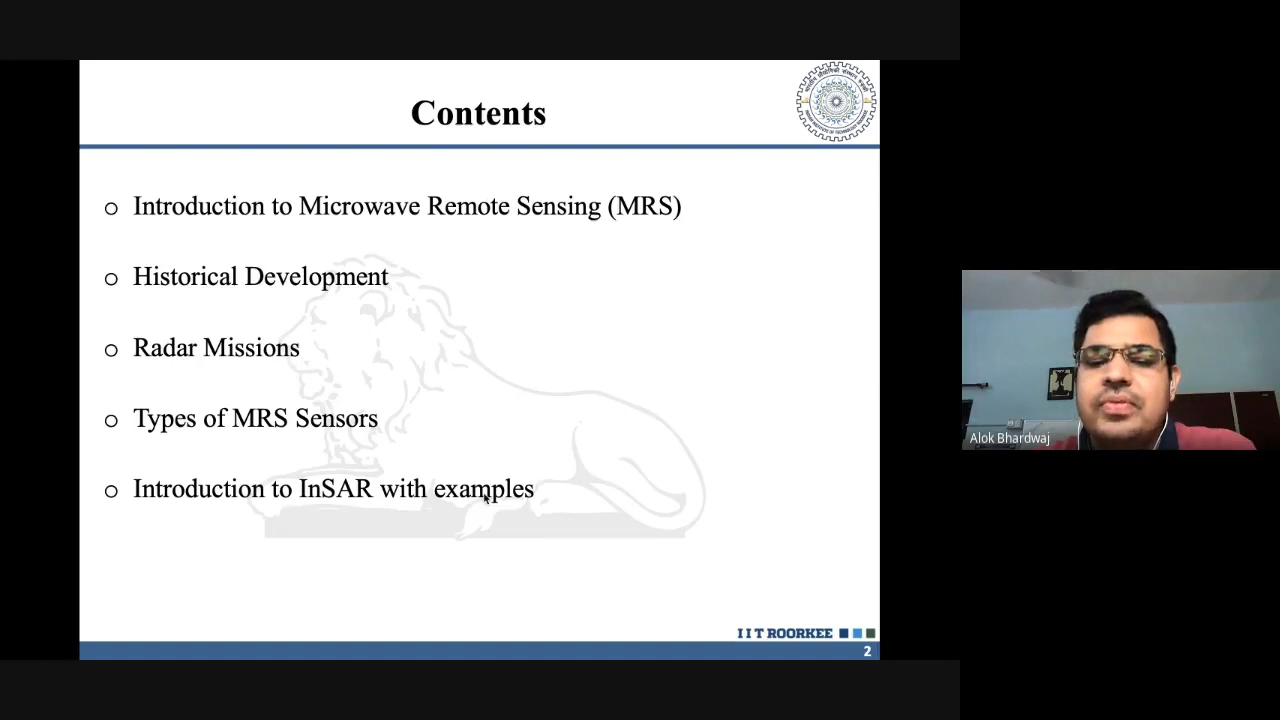 Contents
Introduction to Microwave Remote Sensing (MRS)
Historical Development
Radar Missions
Types of MRS Sensors
Introduction to InSAR with examples
I I T ROORKEE
2
Alok Bhardwaj